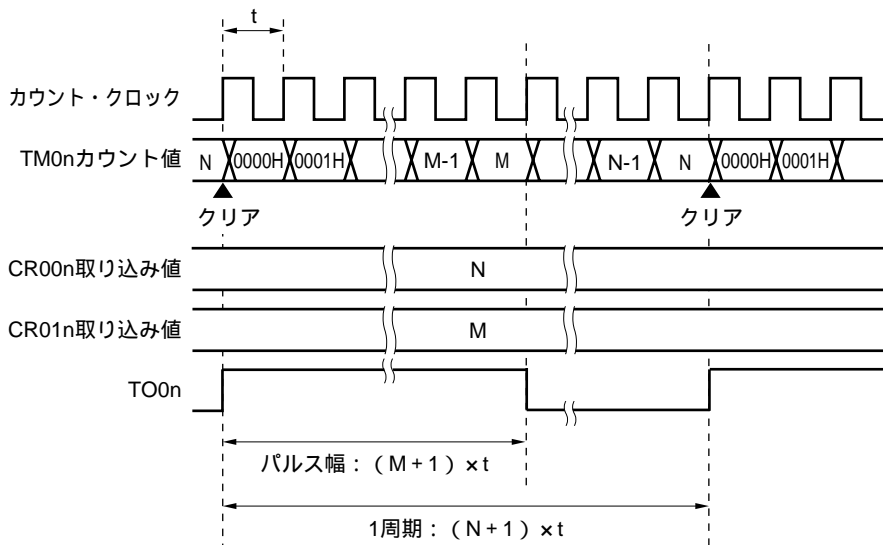 t
カウント・クロック
TM0nカウント値
N 0000H 0001H M-1 M N-1 N 0000H 0001H
クリア クリア
CR00n取り込み値
N
CR01n取り込み値
M
TO0n
パルス幅：（M＋1）×t
1周期：（N＋1）×t